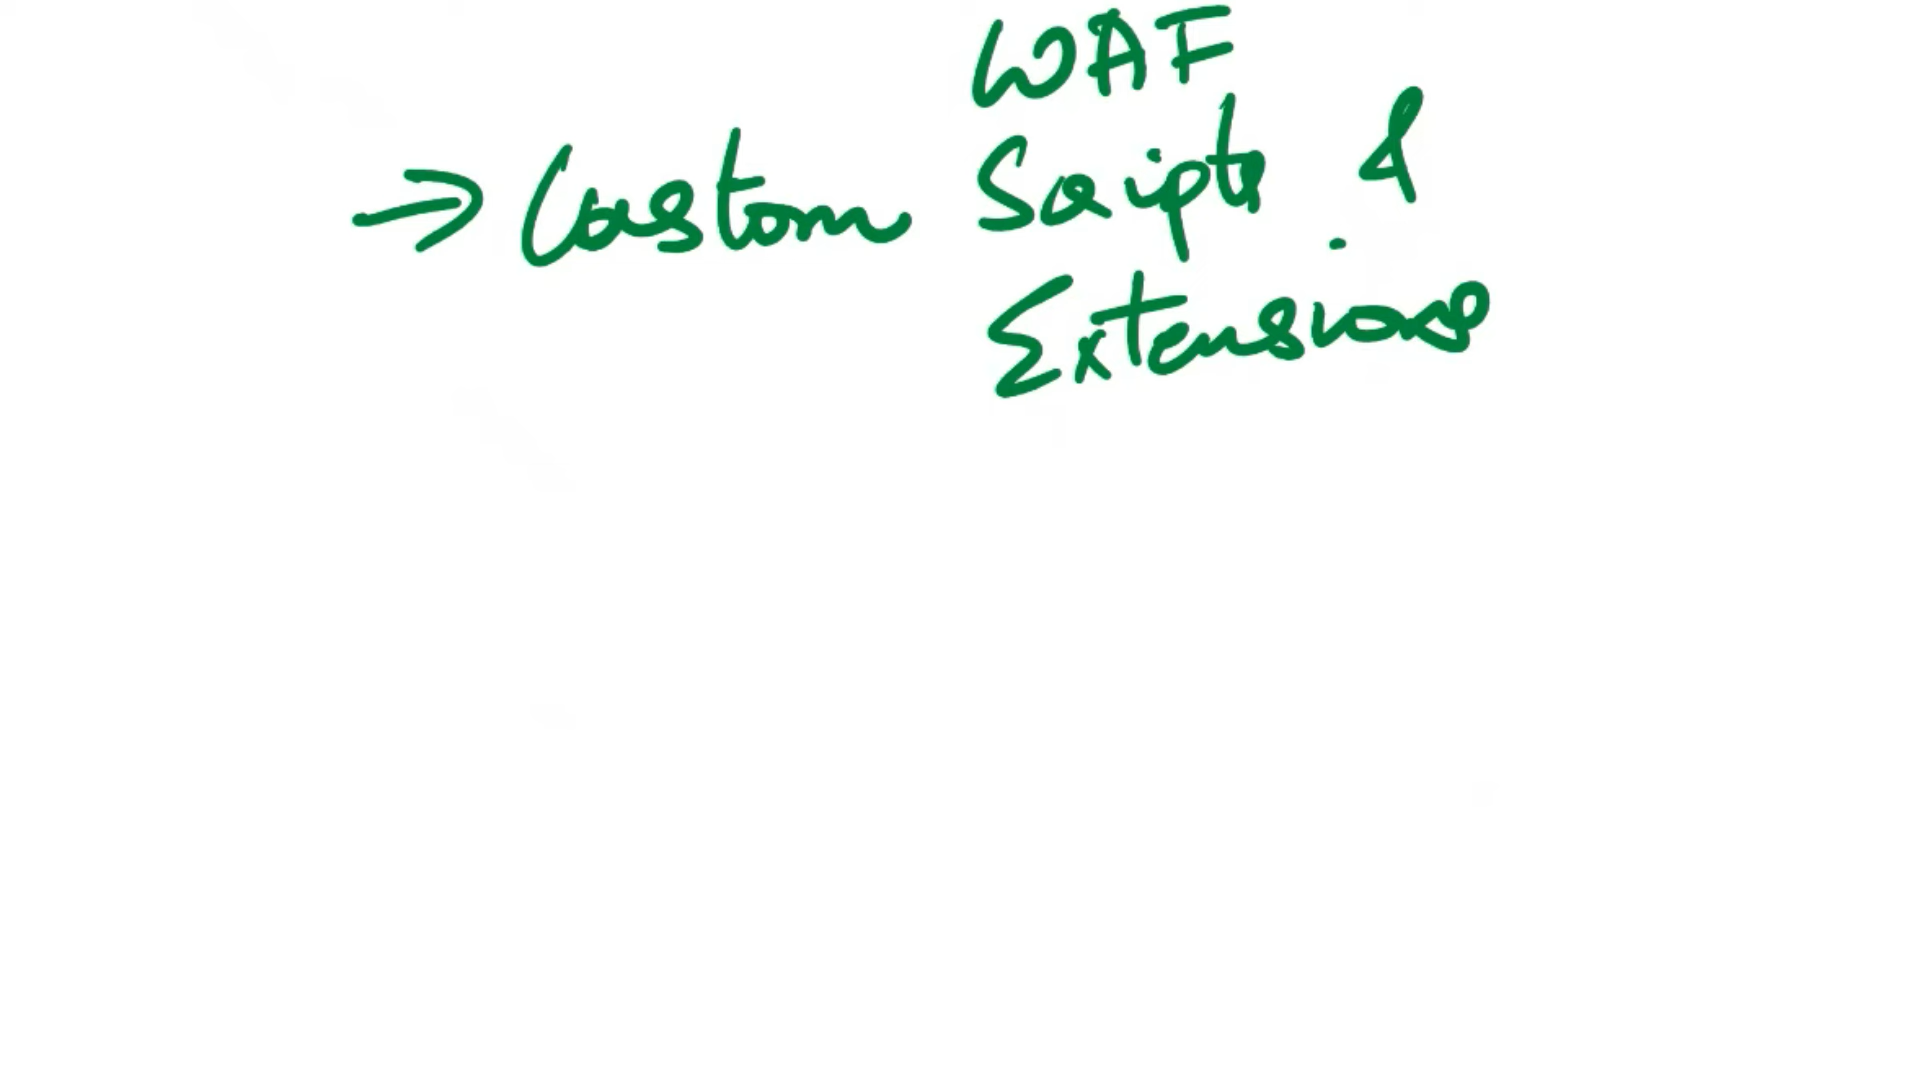 WAF
→ Custom Scripts &
Extensions